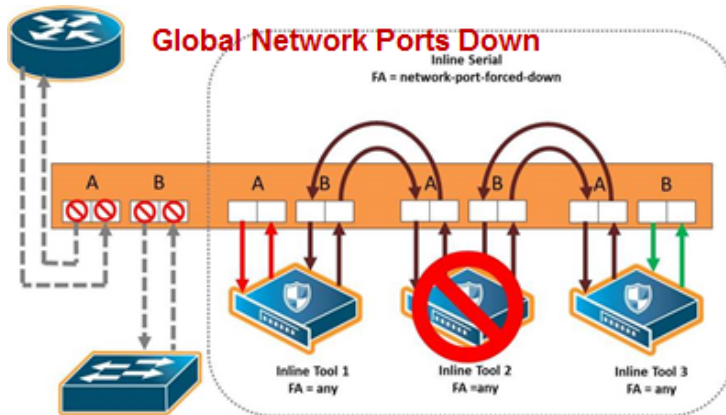 Global Network Ports Down
Inline Serial
FA = network-port-forced-down
A B A B A B A B
Inline Tool 1 Inline Tool 2 Inline Tool 3
FA = any FA =any FA = any